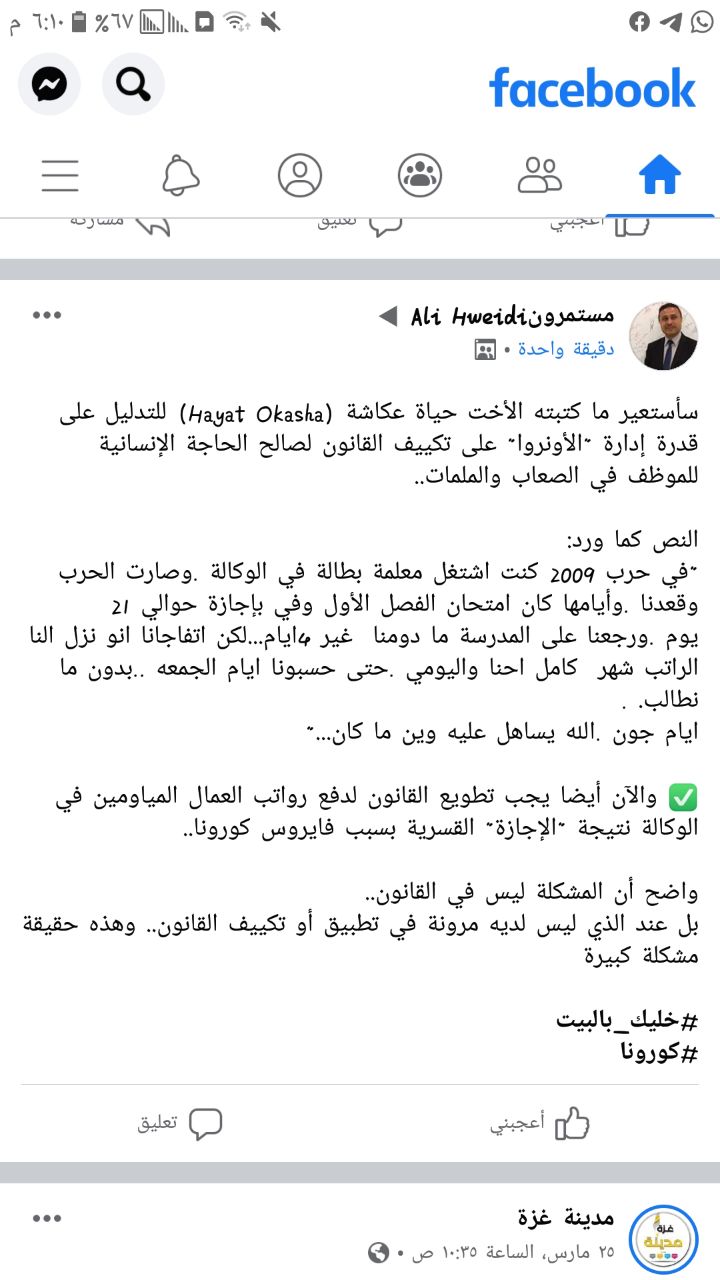 ٦:١٠ م
٪٦٧
facebook
أعجبني تعليق مشاركة
Ali Hweidi ◀ مستمرون
دقيقة واحدة •
سأستعير ما كتبته الأخت حياة عكاشة (Hayat Okasha) للتدليل على
قدرة إدارة "الأونروا" على تكييف القانون لصالح الحاجة الإنسانية
للموظف في الصعاب والملمات..
النص كما ورد:
"في حرب 2009 كنت اشتغل معلمة بطالة في الوكالة .وصارت الحرب
وقعدنا .وأيامها كان امتحان الفصل الأول وفي بإجازة حوالي 21
يوم .ورجعنا على المدرسة ما دومنا غير 4ايام...لكن اتفاجانا انو نزل النا
الراتب شهر كامل احنا واليومي .حتى حسبونا ايام الجمعه ..بدون ما
نطالب. .
ايام جون .الله يساهل عليه وين ما كان..."
✅ والآن أيضا يجب تطويع القانون لدفع رواتب العمال المياومين في
الوكالة نتيجة "الإجازة" القسرية بسبب فايروس كورونا..
واضح أن المشكلة ليس في القانون..
بل عند الذي ليس لديه مرونة في تطبيق أو تكييف القانون.. وهذه حقيقة
مشكلة كبيرة
#خليك_بالبيت
#كورونا
أعجبني تعليق
مدينة غزة
٢٥ مارس، الساعة ١٠:٣٥ ص •
غزة
مدينة